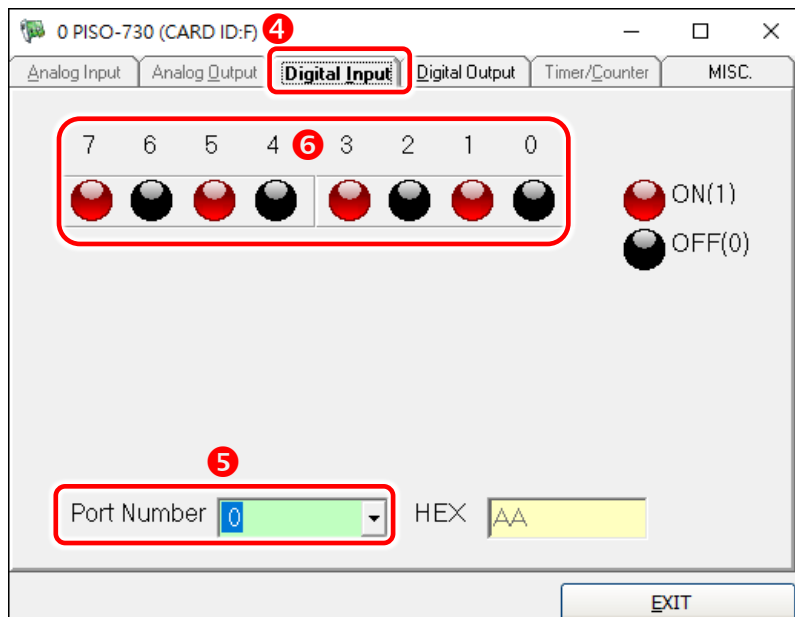 0 PISO-730 (CARD ID:F) 4
Analog Input Analog Output Digital Input Digital Output Timer/Counter MISC.
7 6 5 4 6 3 2 1 0
ON(1)
OFF(0)
5
Port Number 0 HEX AA
EXIT